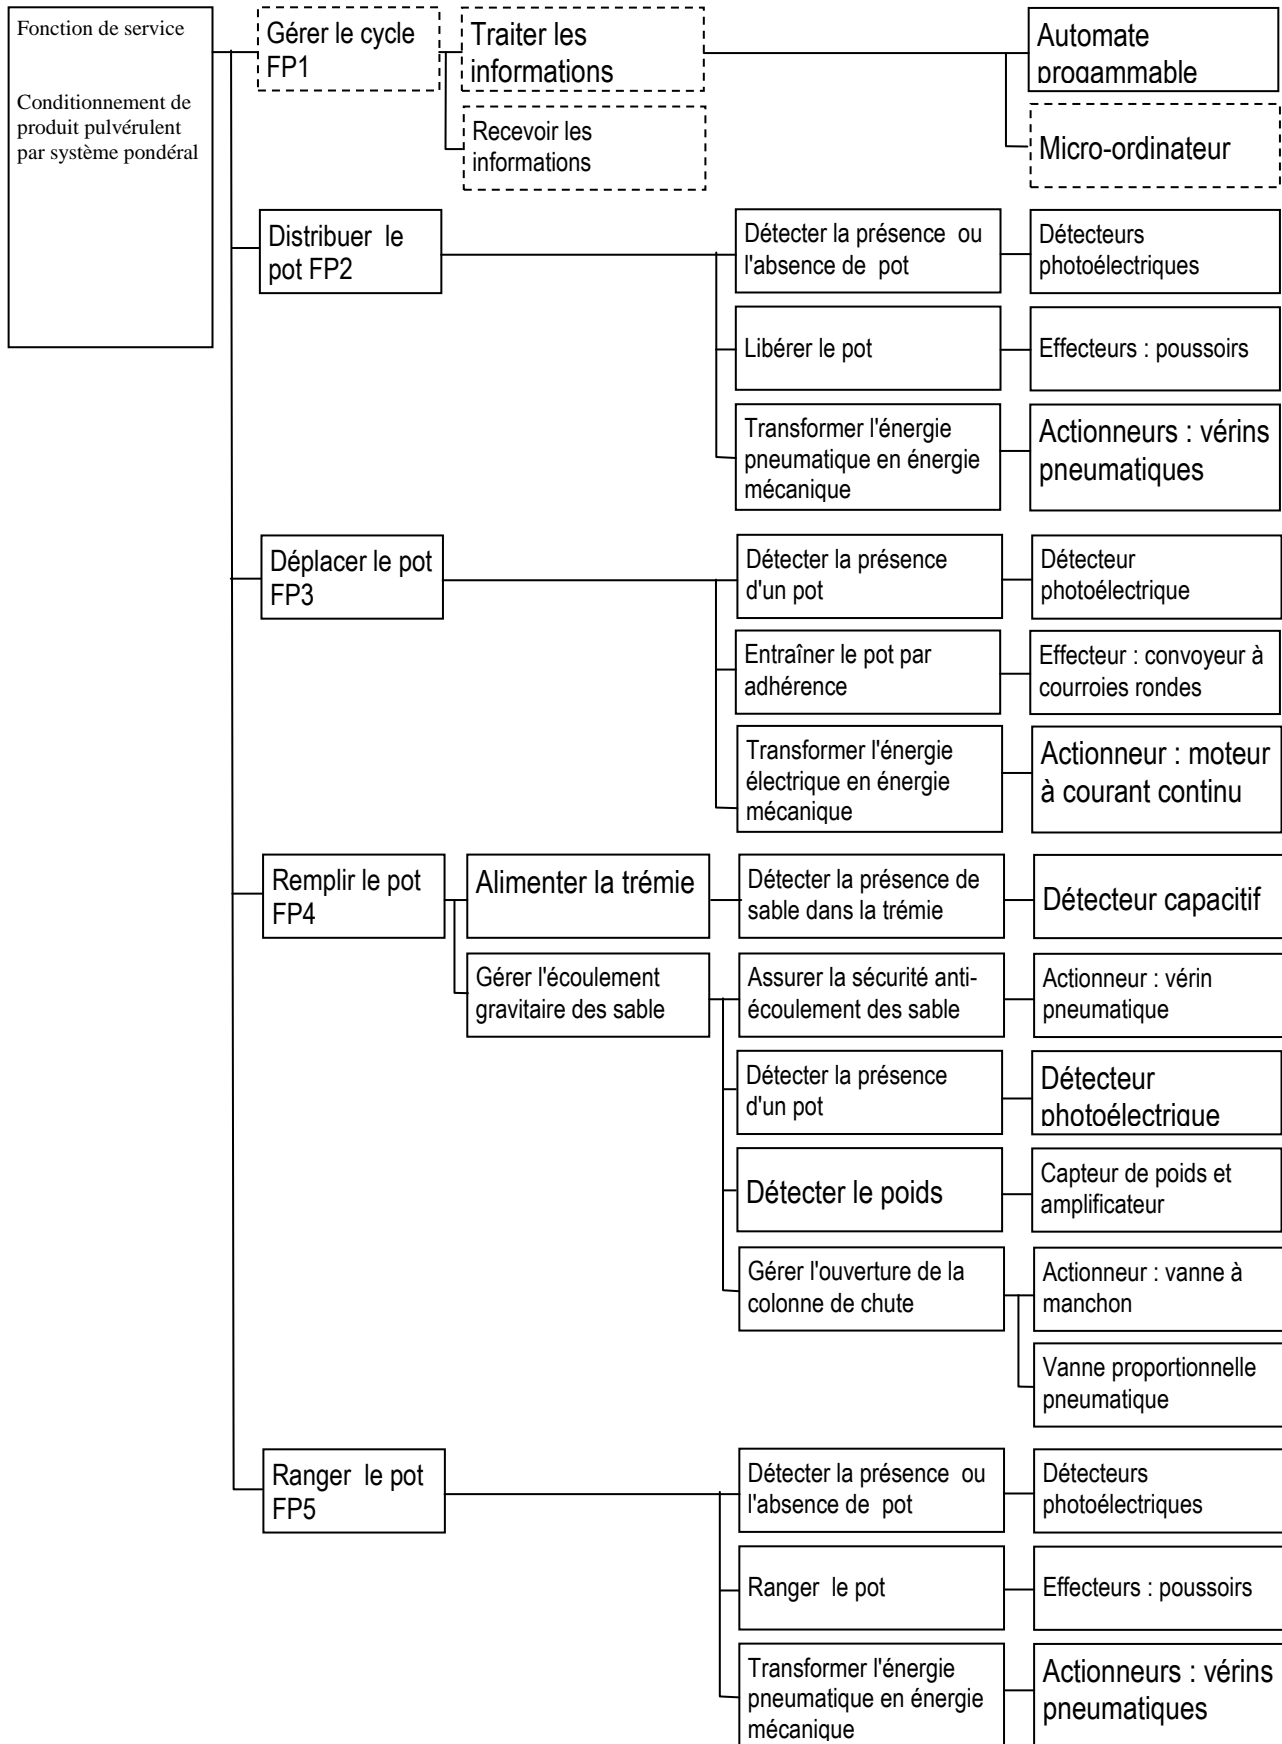 Fonction de service
Conditionnement de
produit pulvérulent
par système pondéral
Gérer le cycle
FP1
Traiter les
informations
Automate
progammable
Recevoir les
informations
Micro-ordinateur
Distribuer le
pot FP2
Détecter la présence ou
l'absence de pot
Détecteurs
photoélectriques
Libérer le pot
Effecteurs : poussoirs
Transformer l'énergie
pneumatique en énergie
mécanique
Actionneurs : vérins
pneumatiques
Déplacer le pot
FP3
Détecter la présence
d'un pot
Détecteur
photoélectrique
Entraîner le pot par
adhérence
Effecteur : convoyeur à
courroies rondes
Transformer l'énergie
électrique en énergie
mécanique
Actionneur : moteur
à courant continu
Remplir le pot
FP4
Alimenter la trémie
Détecter la présence de
sable dans la trémie
Détecteur capacitif
Gérer l'écoulement
gravitaire des sable
Assurer la sécurité anti-
écoulement des sable
Actionneur : vérin
pneumatique
Détecter la présence
d'un pot
Détecteur
photoélectrique
Détecter le poids
Capteur de poids et
amplificateur
Gérer l'ouverture de la
colonne de chute
Actionneur : vanne à
manchon
Vanne proportionnelle
pneumatique
Ranger le pot
FP5
Détecter la présence ou
l'absence de pot
Détecteurs
photoélectriques
Ranger le pot
Effecteurs : poussoirs
Transformer l'énergie
pneumatique en énergie
mécanique
Actionneurs : vérins
pneumatiques